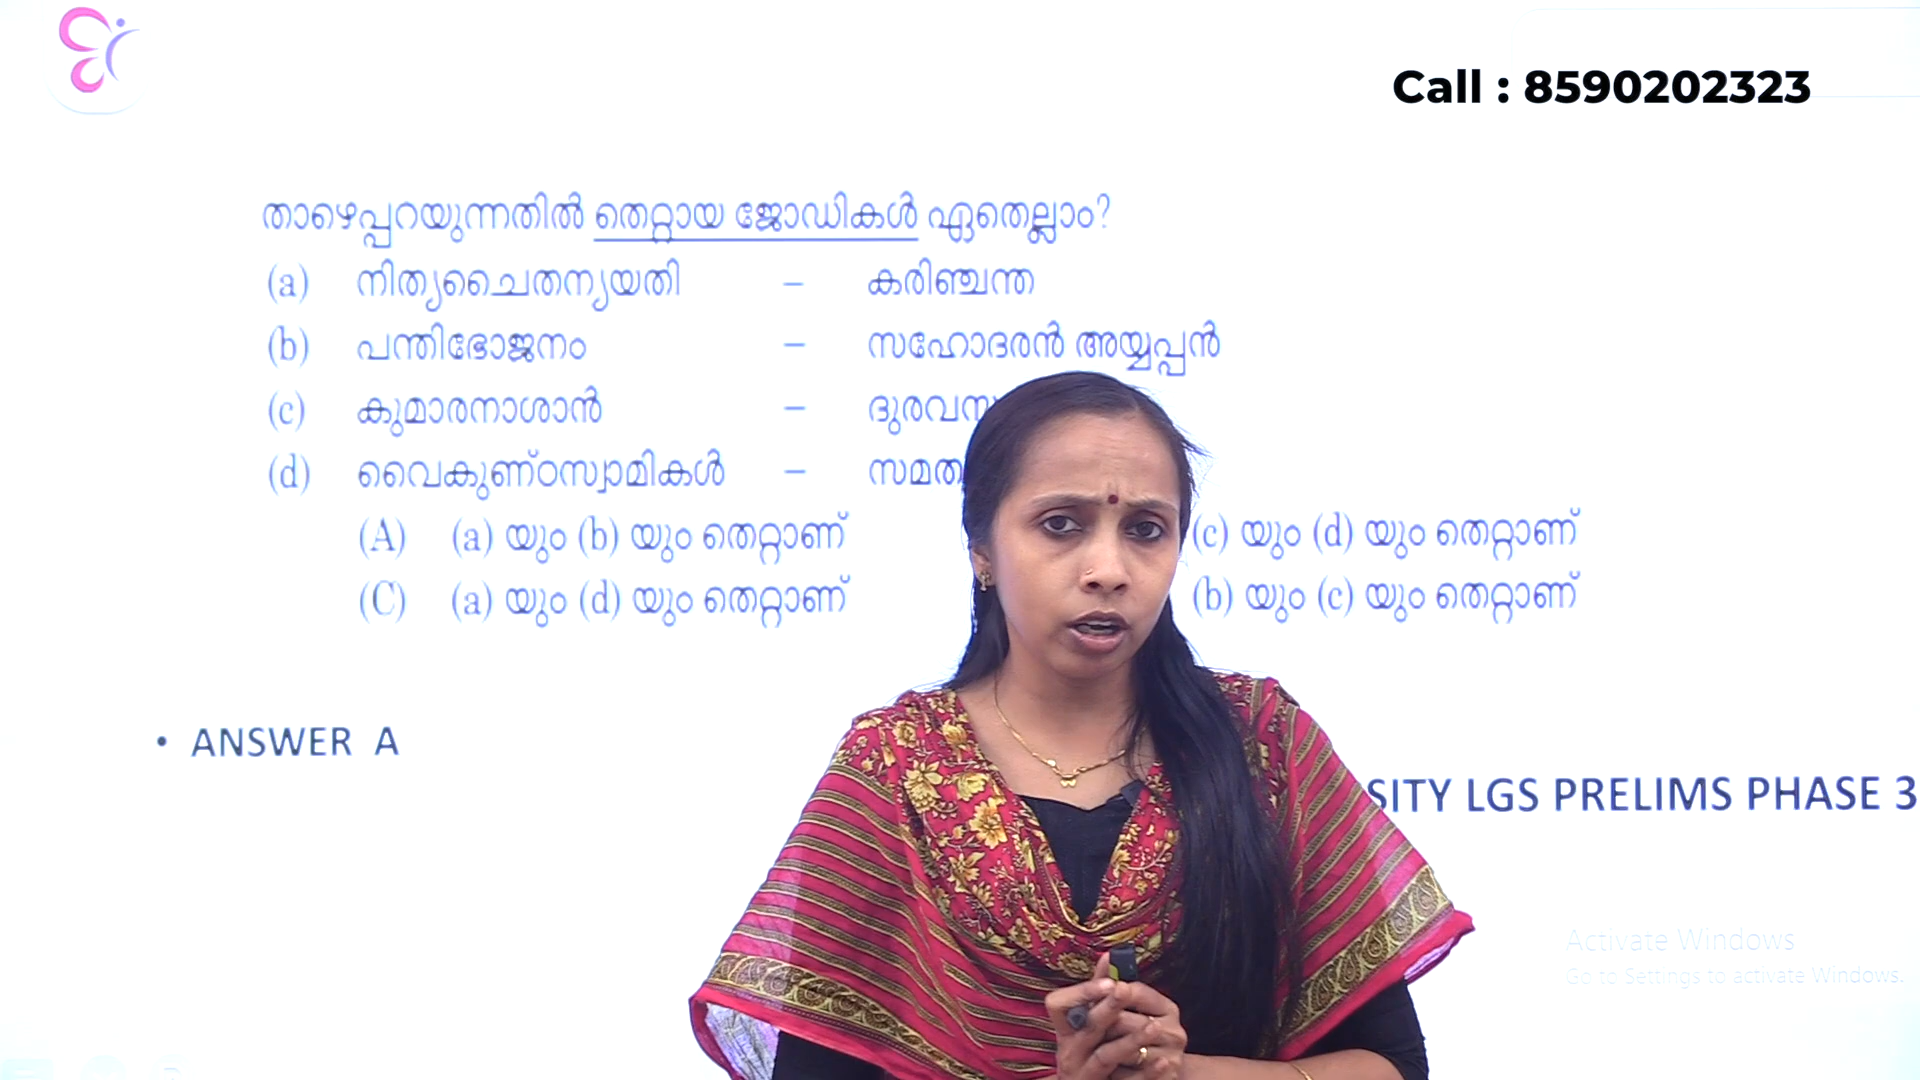 Call : 8590202323
താഴെപ്പറയുന്നതിൽ തെറ്റായ ജോഡികൾ ഏതെല്ലാം?
(a) നിത്യചൈതന്യയതി – കരിഞ്ചന്ത
(b) പന്തിഭോജനം – സഹോദരൻ അയ്യപ്പൻ
(c) കുമാരനാശാൻ –
(d) വൈകുണ്ഠസ്വാമികൾ –
(A) (a) യും (b) യും തെറ്റാണ് (c) യും (d) യും തെറ്റാണ്
(C) (a) യും (d) യും തെറ്റാണ് (b) യും (c) യും തെറ്റാണ്
• ANSWER A
LGS PRELIMS PHASE 3
Activate Windows
Go to Settings to activate Windows.